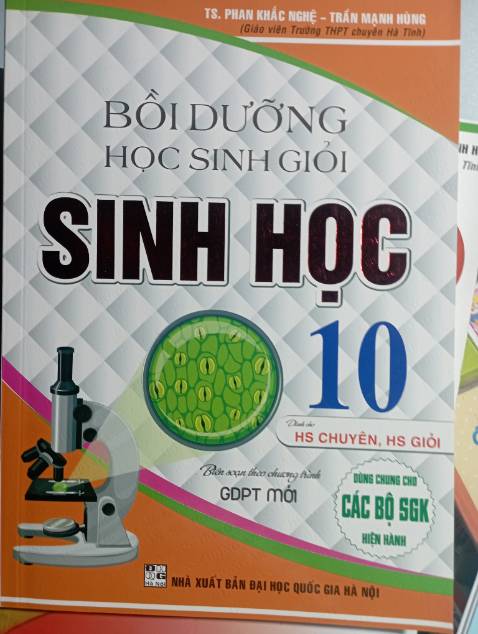 TS. PHAN KHẮC NGHỆ - TRẦN MẠNH HÙNG
(Giáo viên Trường THPT chuyên Hà Tĩnh)
BỒI DƯỠNG
HỌC SINH GIỎI
SINH HỌC
10
Dành cho
HS CHUYÊN, HS GIỎI
Biên soạn theo chương trình
GDPT MỚI
DÙNG CHUNG CHO
CÁC BỘ SGK
HIỆN HÀNH
HÀ NỘI
NHÀ XUẤT BẢN ĐẠI HỌC QUỐC GIA HÀ NỘI